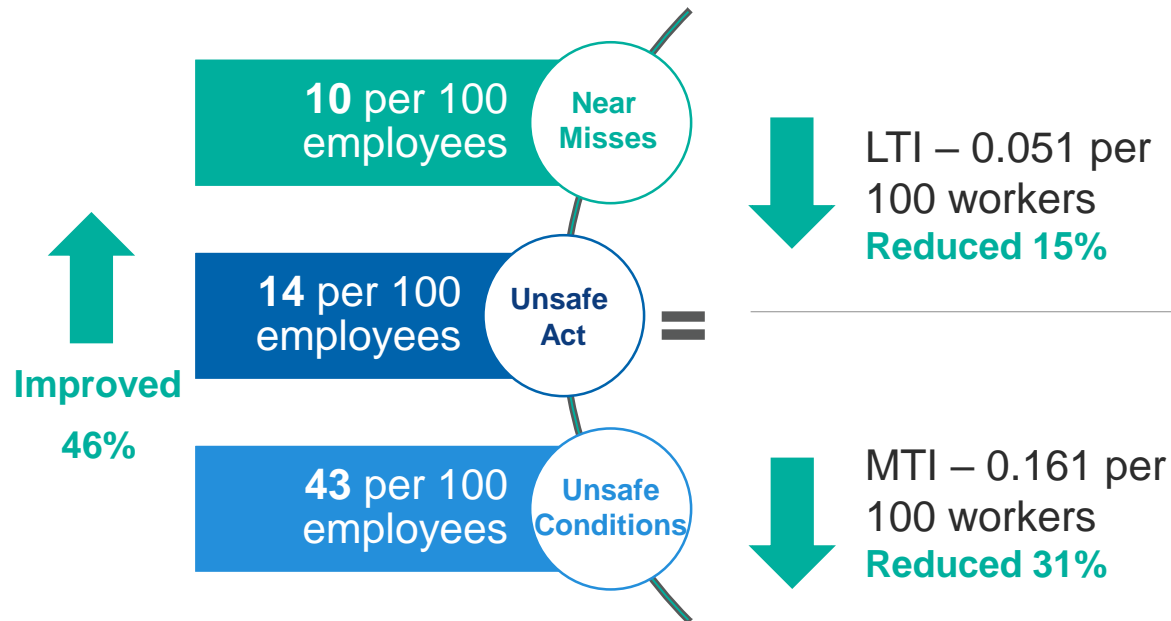 10 per 100
employees
Near
Misses
14 per 100
employees
Unsafe
Act
43 per 100
employees
Unsafe
Conditions
Improved
46%
=
LTI – 0.051 per
100 workers
Reduced 15%
MTI – 0.161 per
100 workers
Reduced 31%